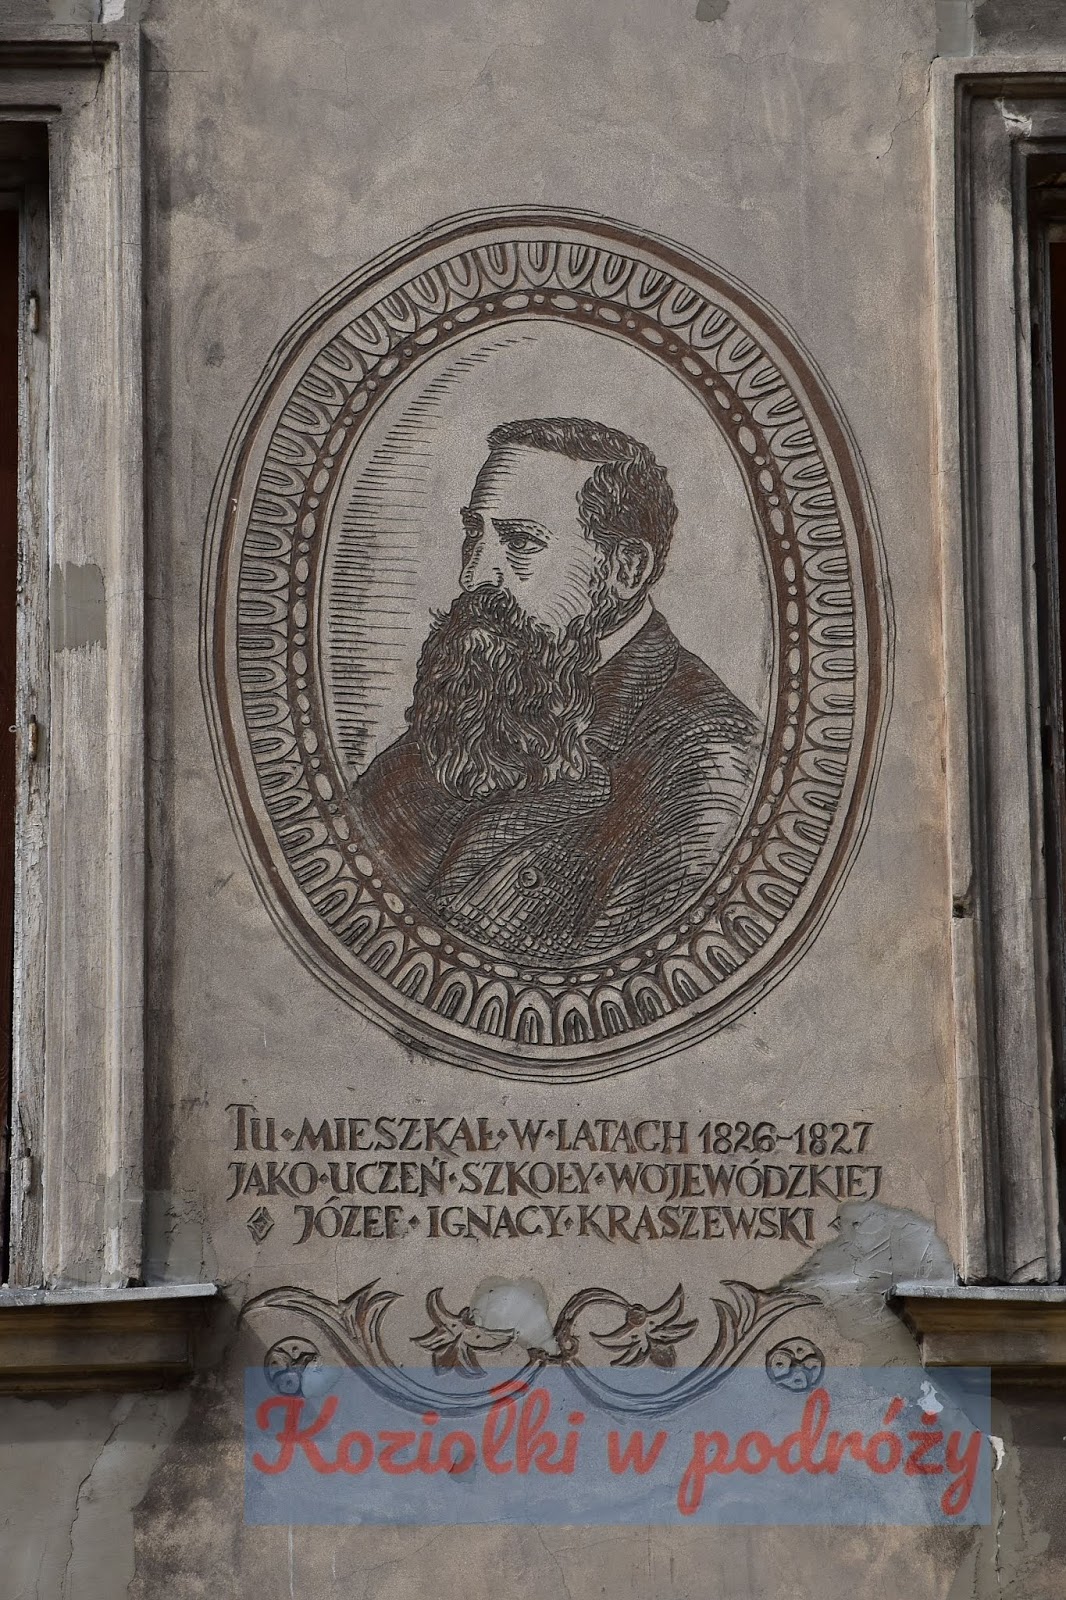 TU·MIESZKAŁ·W·LATACH 1826-1827
JAKO·UCZEŃ·SZKOŁY·WOJEWÓDZKIEJ
JÓZEF·IGNACY·KRASZEWSKI
Koziołki w podróży